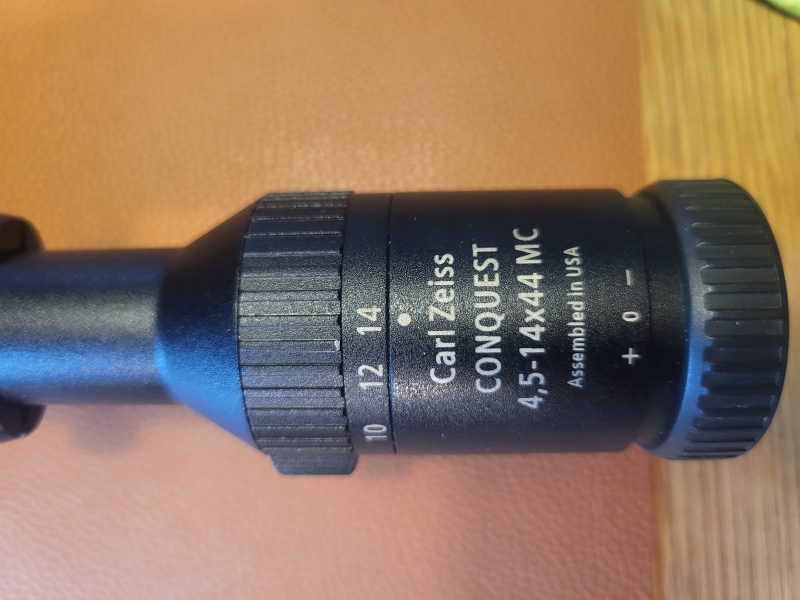 10 12 14
Carl Zeiss
CONQUEST
4,5-14x44 MC
Assembled in USA
+ 0 −